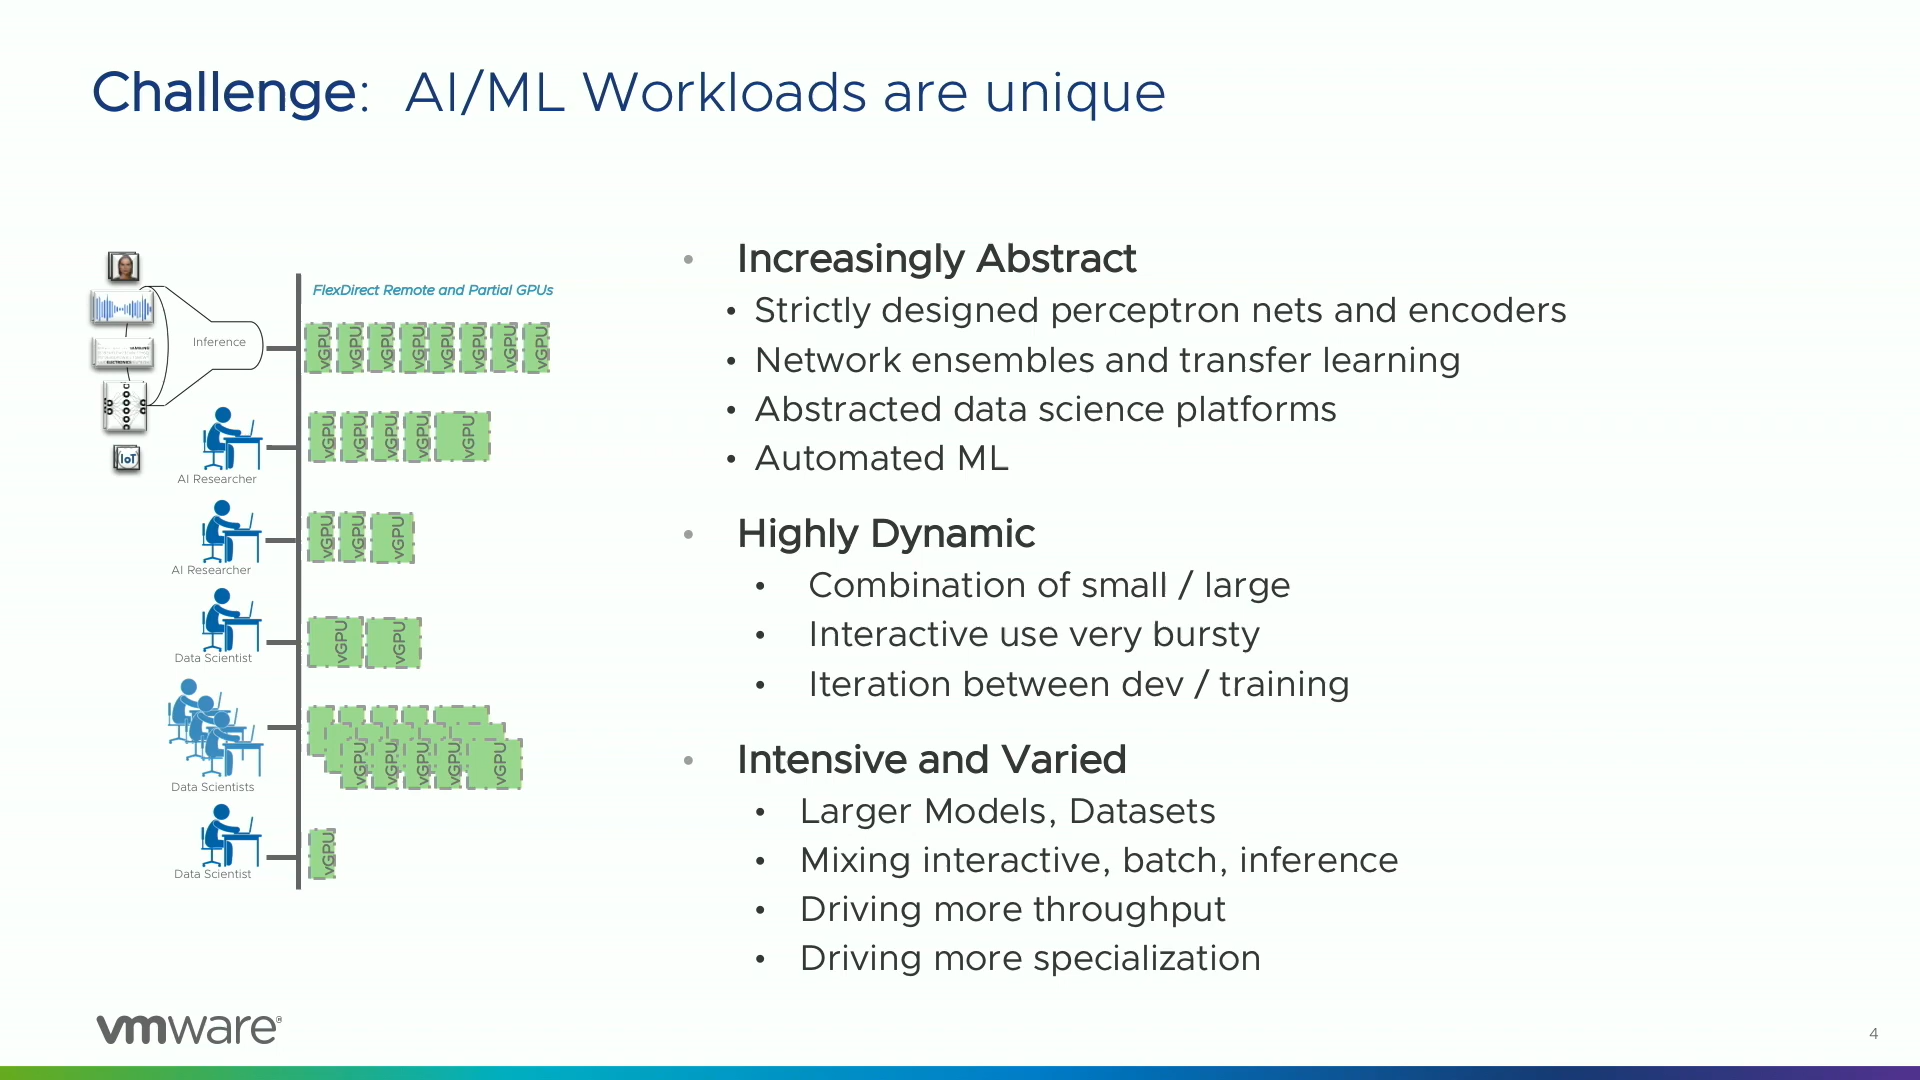 Challenge: AI/ML Workloads are unique
FlexDirect Remote and Partial GPUs
Inference
vGPU vGPU vGPU vGPU vGPU vGPU vGPU vGPU
IoT
AI Researcher
vGPU vGPU vGPU vGPU vGPU
AI Researcher
vGPU vGPU vGPU
Data Scientist
vGPU vGPU
Data Scientists
vGPU vGPU vGPU vGPU vGPU
Data Scientist
vGPU
• Increasingly Abstract
• Strictly designed perceptron nets and encoders
• Network ensembles and transfer learning
• Abstracted data science platforms
• Automated ML
• Highly Dynamic
• Combination of small / large
• Interactive use very bursty
• Iteration between dev / training
• Intensive and Varied
• Larger Models, Datasets
• Mixing interactive, batch, inference
• Driving more throughput
• Driving more specialization
vmware®
4